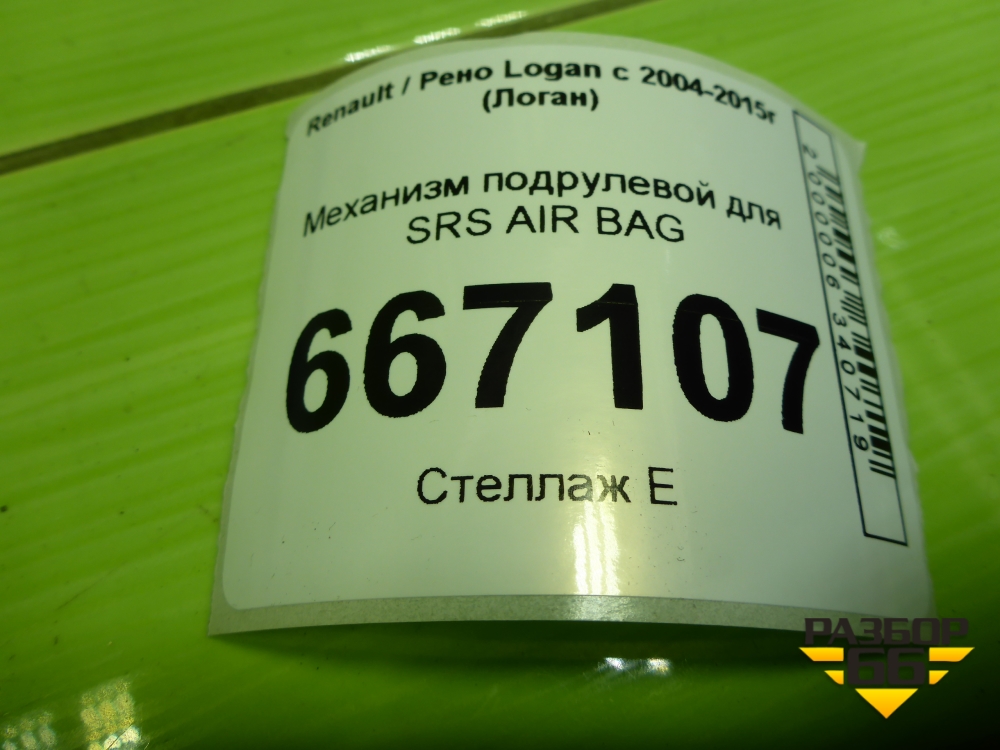 Renault / Рено Logan с 2004-2015г
(Логан)
Механизм подрулевой для
SRS AIR BAG
667107
Стеллаж Е
2000006340719
РАЗБОР
66